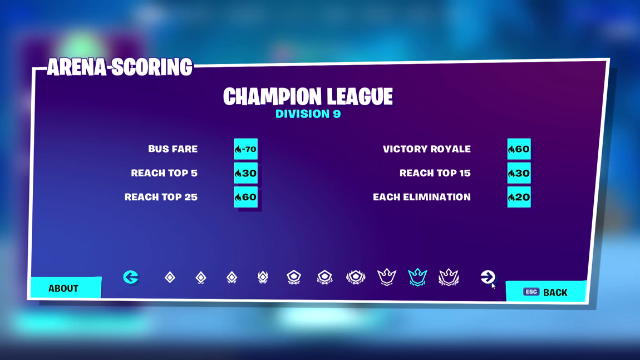 ARENA-SCORING
CHAMPION LEAGUE
DIVISION 9
BUS FARE -70
VICTORY ROYALE 60
REACH TOP 5 30
REACH TOP 15 30
REACH TOP 25 60
EACH ELIMINATION 20
ABOUT
ESC BACK